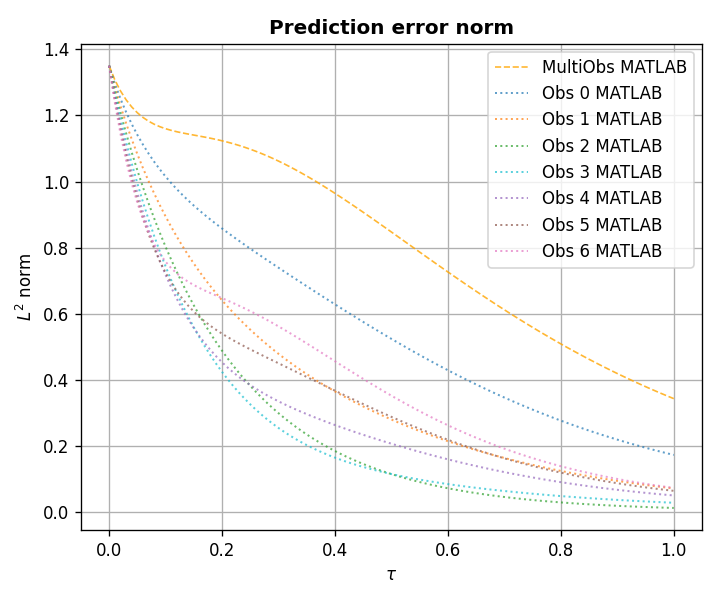 Prediction error norm
1.4
1.2
1.0
0.8
0.6
0.4
0.2
0.0
L² norm
0.0 0.2 0.4 0.6 0.8 1.0
τ
MultiObs MATLAB
Obs 0 MATLAB
Obs 1 MATLAB
Obs 2 MATLAB
Obs 3 MATLAB
Obs 4 MATLAB
Obs 5 MATLAB
Obs 6 MATLAB